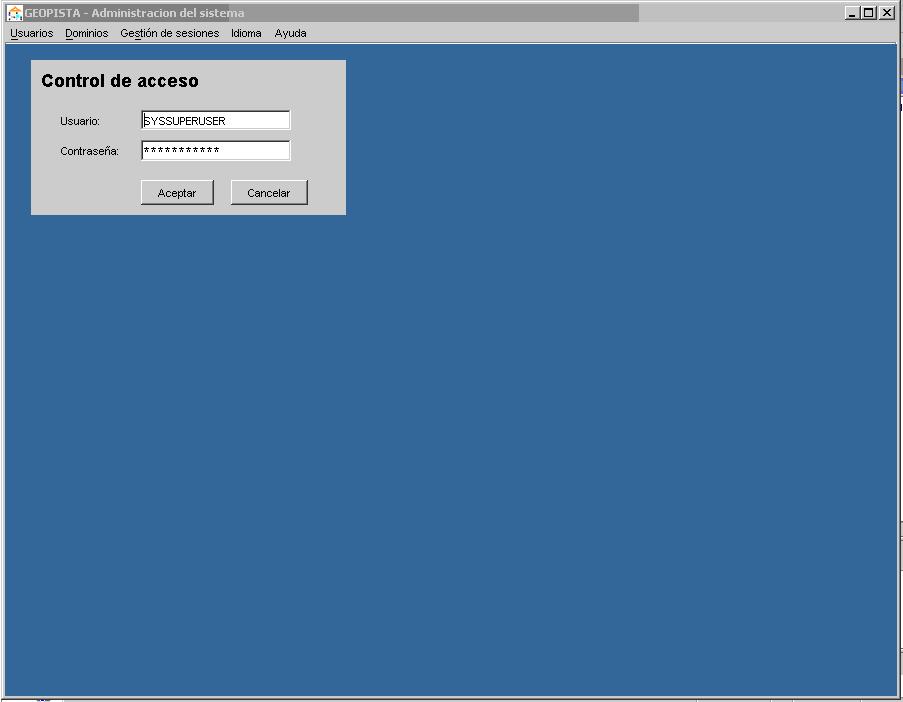 GEOPISTA - Administracion del sistema
Usuarios Dominios Gestión de sesiones Idioma Ayuda
Control de acceso
Usuario: SYSSUPERUSER
Contraseña: ***********
Aceptar Cancelar